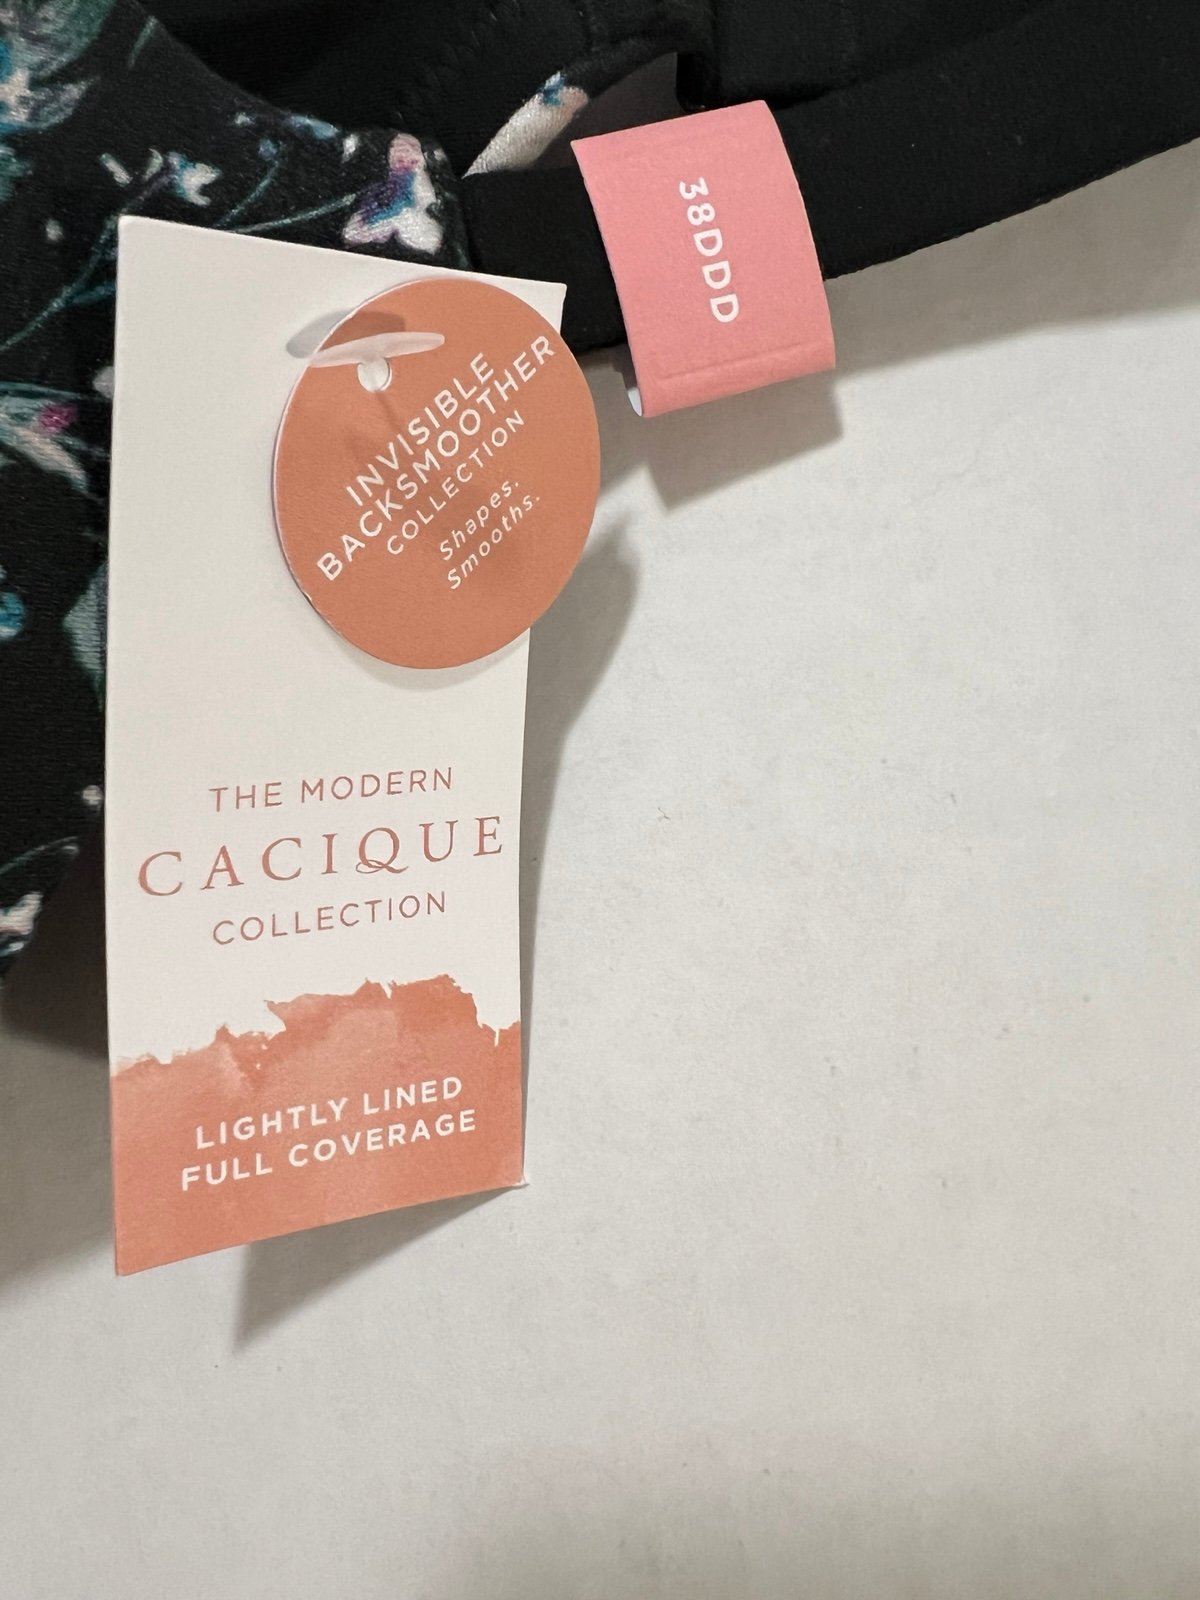 38DDD
INVISIBLE
BACKSMOOTHER
COLLECTION
Shapes.
Smooths.
THE MODERN
CACIQUE
COLLECTION
LIGHTLY LINED
FULL COVERAGE